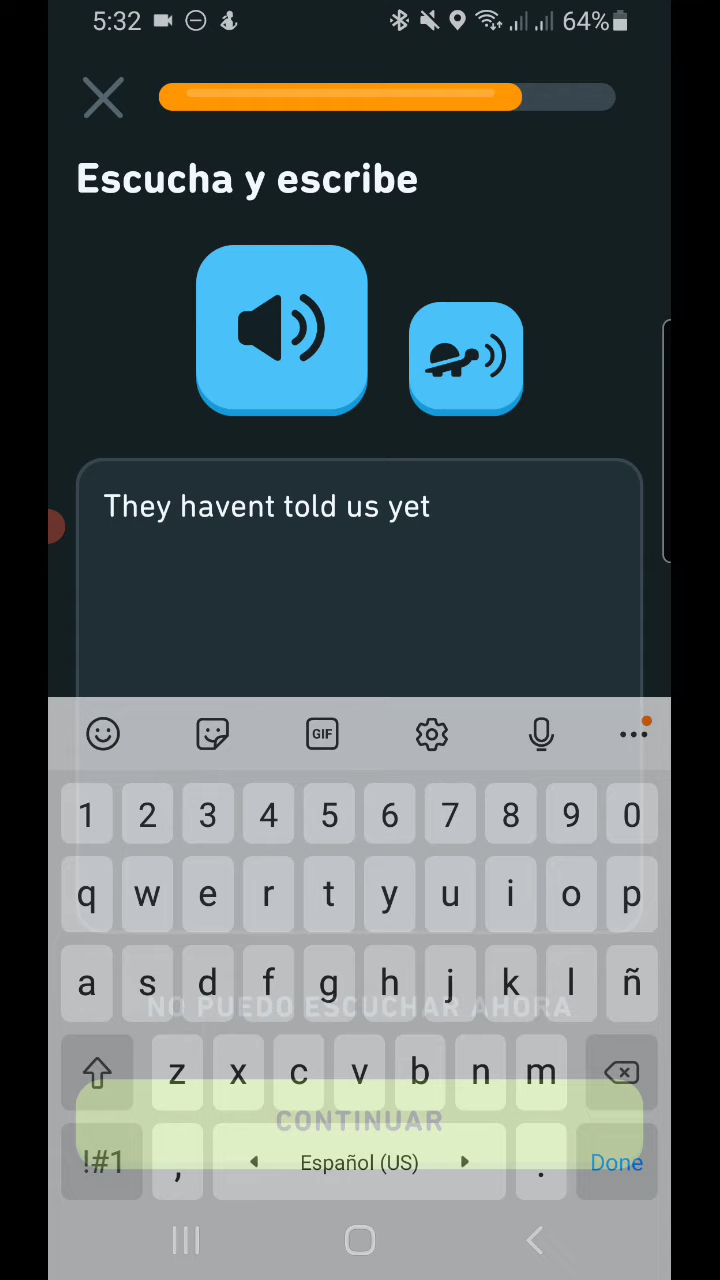 5:32 64%
Escucha y escribe
They havent told us yet
GIF
1 2 3 4 5 6 7 8 9 0
q w e r t y u i o p
a s d f g h j k l ñ
NO PUEDO ESCUCHAR AHORA
z x c v b n m
CONTINUAR
!#1 , Español (US) . Done